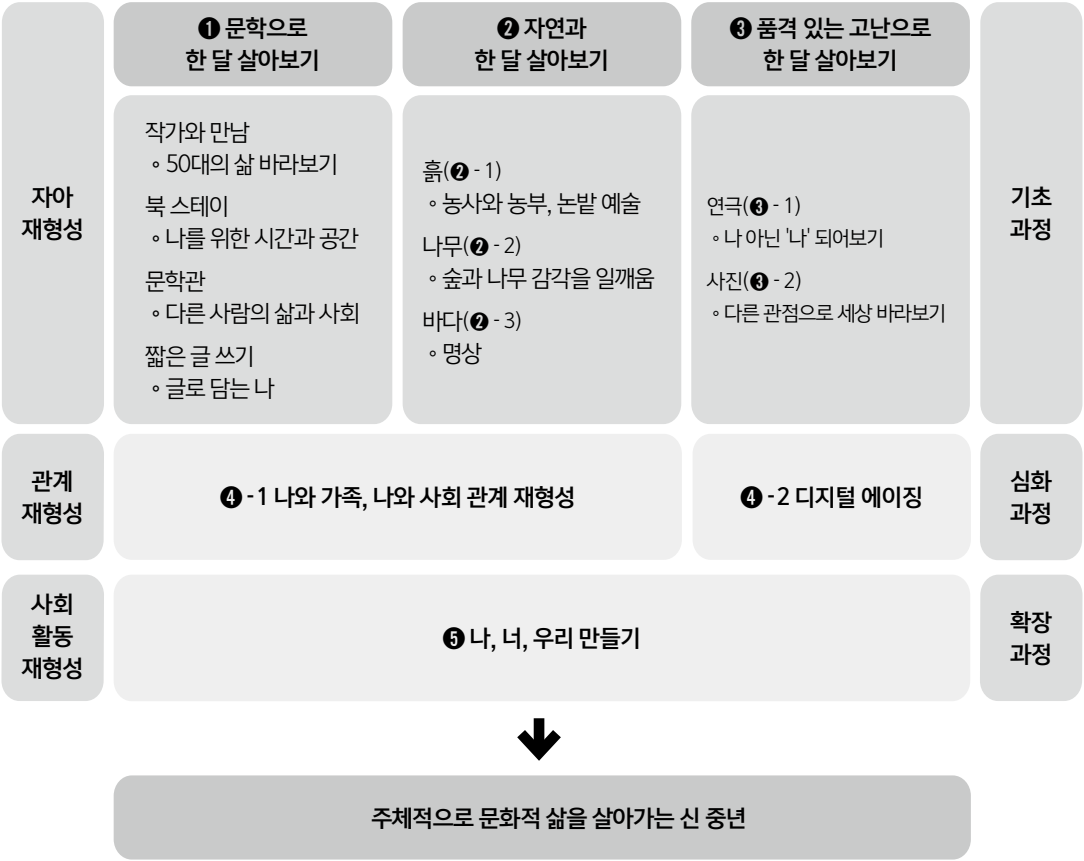 자아
재형성
❶ 문학으로
한 달 살아보기
❷ 자연과
한 달 살아보기
❸ 품격 있는 고난으로
한 달 살아보기
기초
과정
작가와 만남
∘ 50대의 삶 바라보기
북 스테이
∘ 나를 위한 시간과 공간
문학관
∘ 다른 사람의 삶과 사회
짧은 글 쓰기
∘ 글로 담는 나
흙(❷ - 1)
∘ 농사와 농부, 논밭 예술
나무(❷ - 2)
∘ 숲과 나무 감각을 일깨움
바다(❷ - 3)
∘ 명상
연극(❸ - 1)
∘ 나 아닌 '나' 되어보기
사진(❸ - 2)
∘ 다른 관점으로 세상 바라보기
관계
재형성
❹ - 1 나와 가족, 나와 사회 관계 재형성
❹ - 2 디지털 에이징
심화
과정
사회
활동
재형성
❺ 나, 너, 우리 만들기
확장
과정
주체적으로 문화적 삶을 살아가는 신 중년